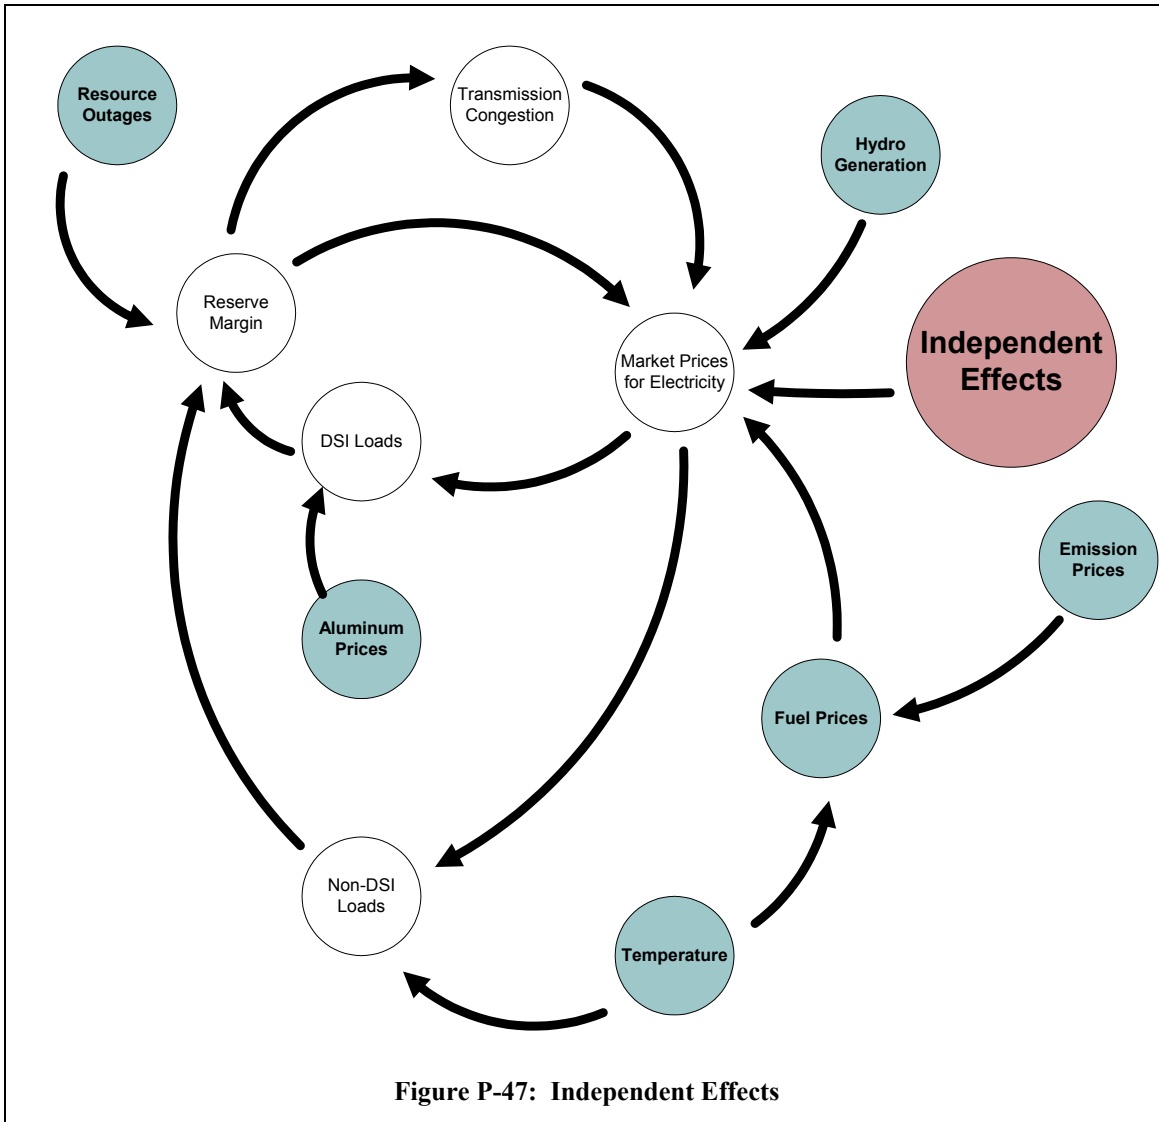 Resource
Outages
Transmission
Congestion
Hydro
Generation
Reserve
Margin
Market Prices
for Electricity
Independent
Effects
DSI Loads
Emission
Prices
Aluminum
Prices
Fuel Prices
Non-DSI
Loads
Temperature
Figure P-47:  Independent Effects